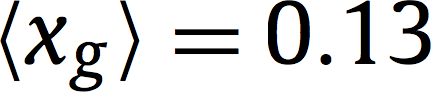 ⟨x_g⟩ = 0.13